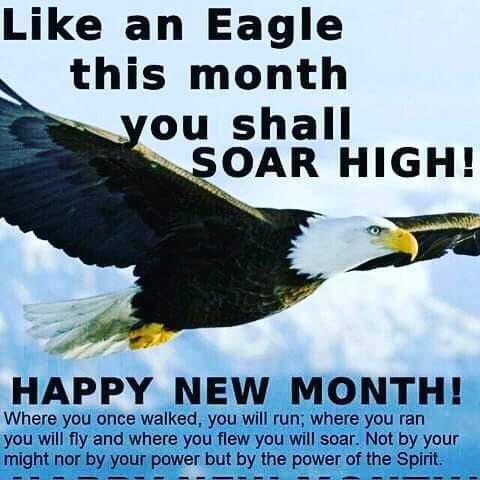 Like an Eagle
this month
you shall
SOAR HIGH!
HAPPY NEW MONTH!
Where you once walked, you will run; where you ran
you will fly and where you flew you will soar. Not by your
might nor by your power but by the power of the Spirit.